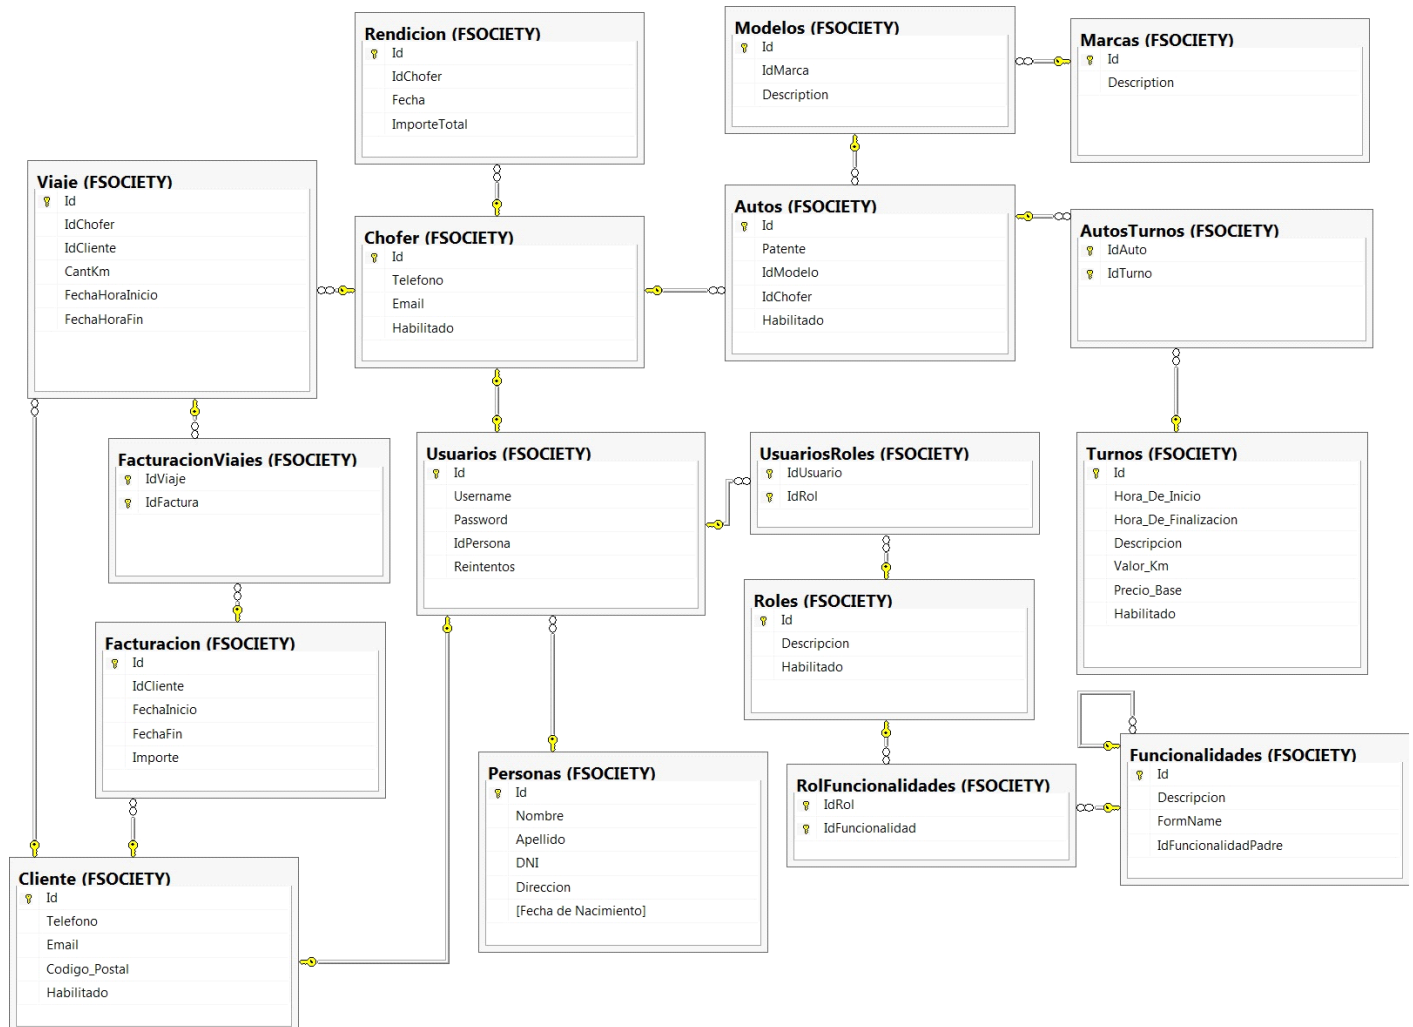 Rendicion (FSOCIETY)
Id
IdChofer
Fecha
ImporteTotal
Modelos (FSOCIETY)
Id
IdMarca
Description
Marcas (FSOCIETY)
Id
Description
Viaje (FSOCIETY)
Id
IdChofer
IdCliente
CantKm
FechaHoraInicio
FechaHoraFin
Chofer (FSOCIETY)
Id
Telefono
Email
Habilitado
Autos (FSOCIETY)
Id
Patente
IdModelo
IdChofer
Habilitado
AutosTurnos (FSOCIETY)
IdAuto
IdTurno
FacturacionViajes (FSOCIETY)
IdViaje
IdFactura
Usuarios (FSOCIETY)
Id
Username
Password
IdPersona
Reintentos
UsuariosRoles (FSOCIETY)
IdUsuario
IdRol
Turnos (FSOCIETY)
Id
Hora_De_Inicio
Hora_De_Finalizacion
Descripcion
Valor_Km
Precio_Base
Habilitado
Facturacion (FSOCIETY)
Id
IdCliente
FechaInicio
FechaFin
Importe
Roles (FSOCIETY)
Id
Descripcion
Habilitado
Personas (FSOCIETY)
Id
Nombre
Apellido
DNI
Direccion
[Fecha de Nacimiento]
RolFuncionalidades (FSOCIETY)
IdRol
IdFuncionalidad
Funcionalidades (FSOCIETY)
Id
Descripcion
FormName
IdFuncionalidadPadre
Cliente (FSOCIETY)
Id
Telefono
Email
Codigo_Postal
Habilitado